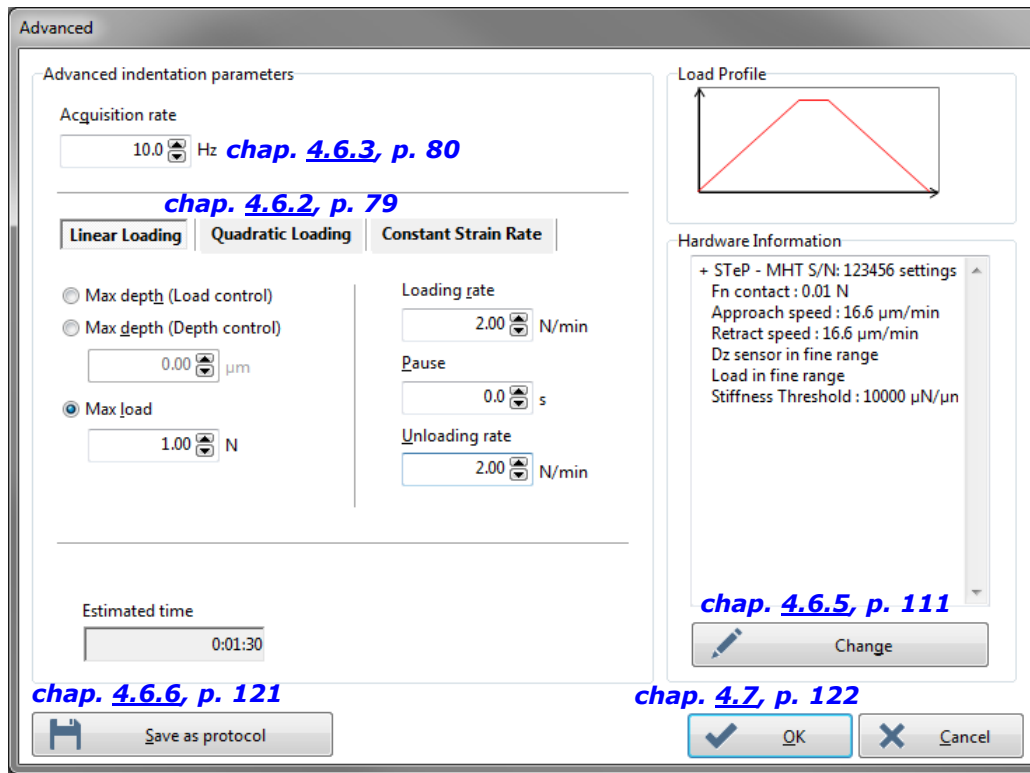 Advanced
Advanced indentation parameters
Acquisition rate
10.0 Hz chap. 4.6.3, p. 80
chap. 4.6.2, p. 79
Linear Loading Quadratic Loading Constant Strain Rate
Max depth (Load control)
Max depth (Depth control)
0.00 µm
Max load
1.00 N
Loading rate
2.00 N/min
Pause
0.0 s
Unloading rate
2.00 N/min
Estimated time
0:01:30
chap. 4.6.6, p. 121
Save as protocol
Load Profile
Hardware Information
+ STeP - MHT S/N: 123456 settings
Fn contact : 0.01 N
Approach speed : 16.6 µm/min
Retract speed : 16.6 µm/min
Dz sensor in fine range
Load in fine range
Stiffness Threshold : 10000 µN/µn
chap. 4.6.5, p. 111
Change
chap. 4.7, p. 122
OK Cancel